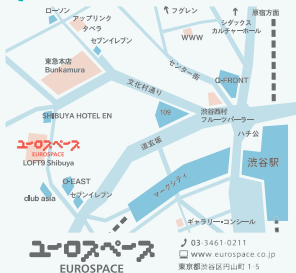 ローソン
アップリンク
タベラ
セブンイレブン
フグレン
シダックス
カルチャーホール
原宿方面
WWW
東急本店
Bunkamura
文化村通り
センター街
Q-FRONT
SHIBUYA HOTEL EN
109
渋谷西村
フルーツパーラー
ハチ公
ユーロスペース
EUROSPACE
LOFT9 Shibuya
道玄坂
渋谷駅
マークシティ
O-EAST
セブンイレブン
club asia
ギャラリー・コンシール
ユーロスペース
EUROSPACE
03-3461-0211
www.eurospace.co.jp
東京都渋谷区円山町1-5